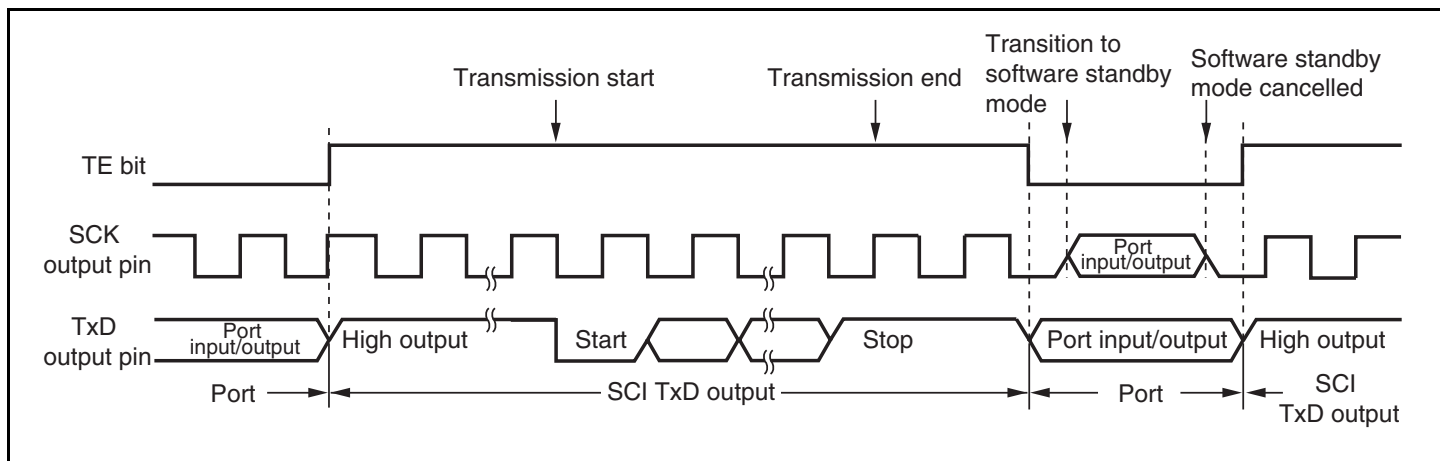 Transmission start
Transmission end
Transition to
software standby
mode
Software standby
mode cancelled
TE bit
SCK
output pin
Port
input/output
TxD
output pin
Port
input/output
High output
Start
Stop
Port input/output
High output
Port
SCI TxD output
Port
SCI
TxD output